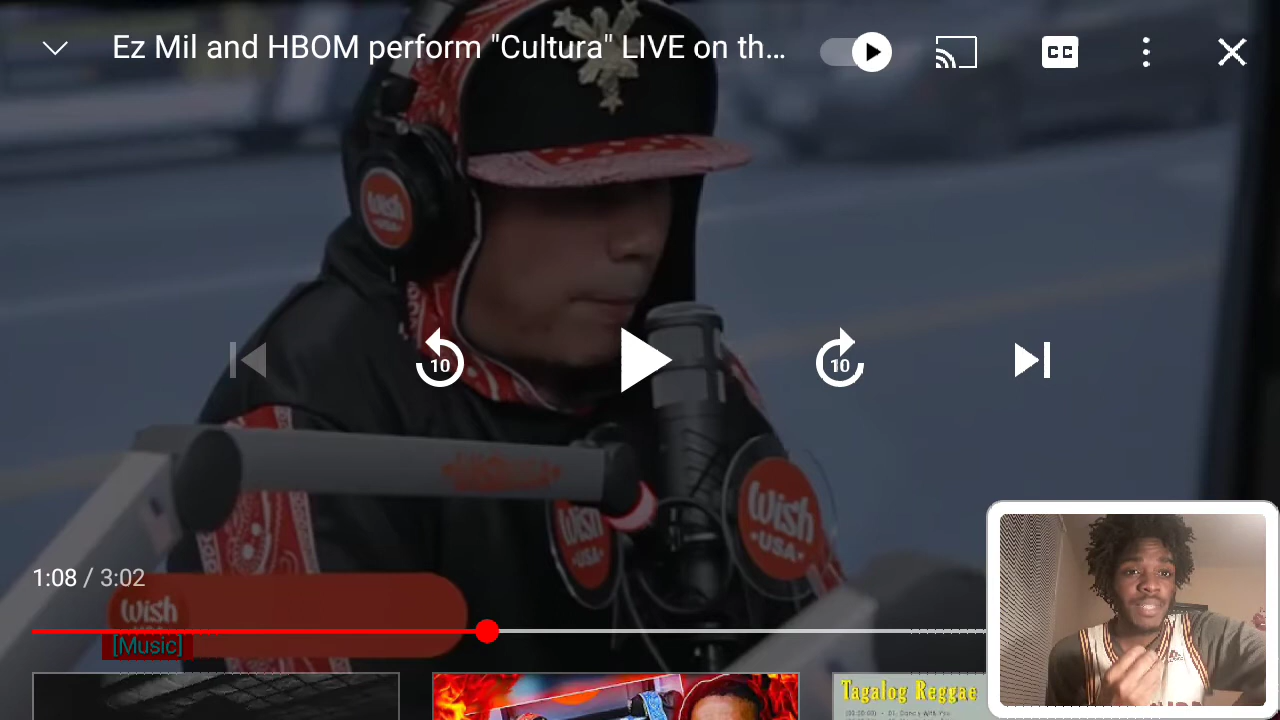 Ez Mil and HBOM perform "Cultura" LIVE on th...
CC
wish
USA
10
10
wish
wish
USA
1:08 / 3:02
wish
[Music]
Tagalog Reggae